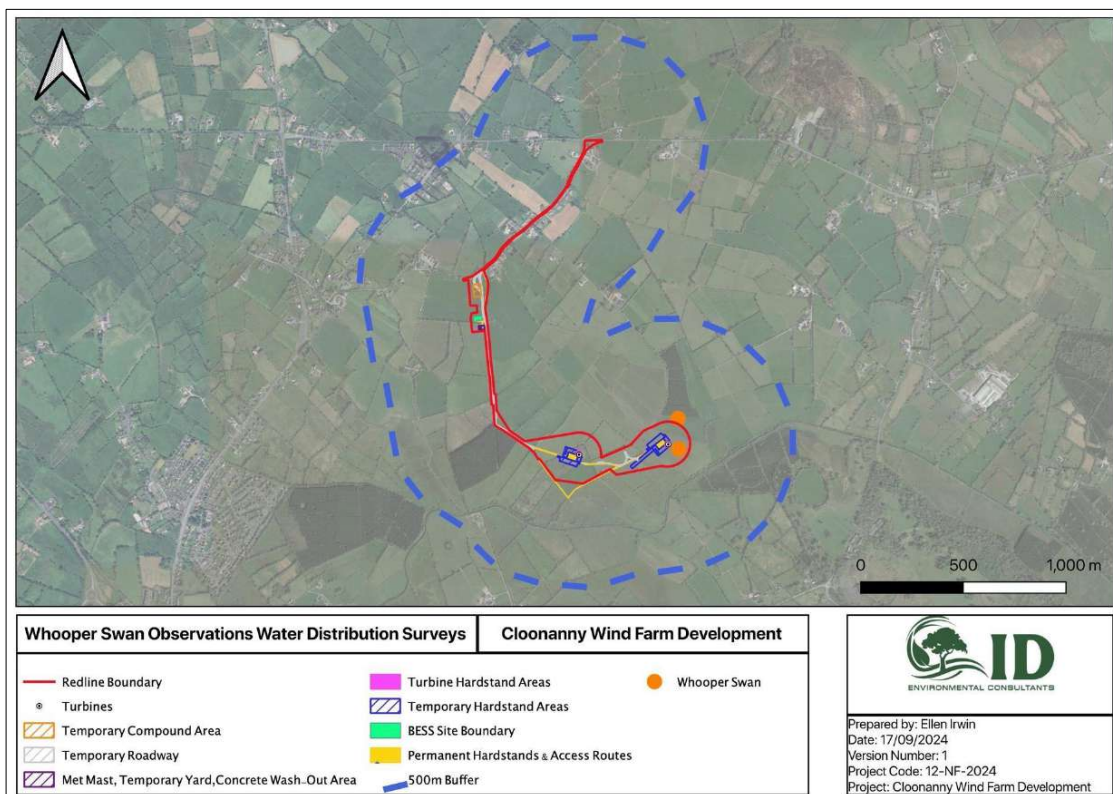 0 500 1,000 m
Whooper Swan Observations Water Distribution Surveys
Cloonanny Wind Farm Development
Redline Boundary
Turbines
Temporary Compound Area
Temporary Roadway
Met Mast, Temporary Yard,Concrete Wash-Out Area
Turbine Hardstand Areas
Temporary Hardstand Areas
BESS Site Boundary
Permanent Hardstands & Access Routes
500m Buffer
Whooper Swan
ID
ENVIRONMENTAL CONSULTANTS
Prepared by: Ellen Irwin
Date: 17/09/2024
Version Number: 1
Project Code: 12-NF-2024
Project: Cloonanny Wind Farm Development